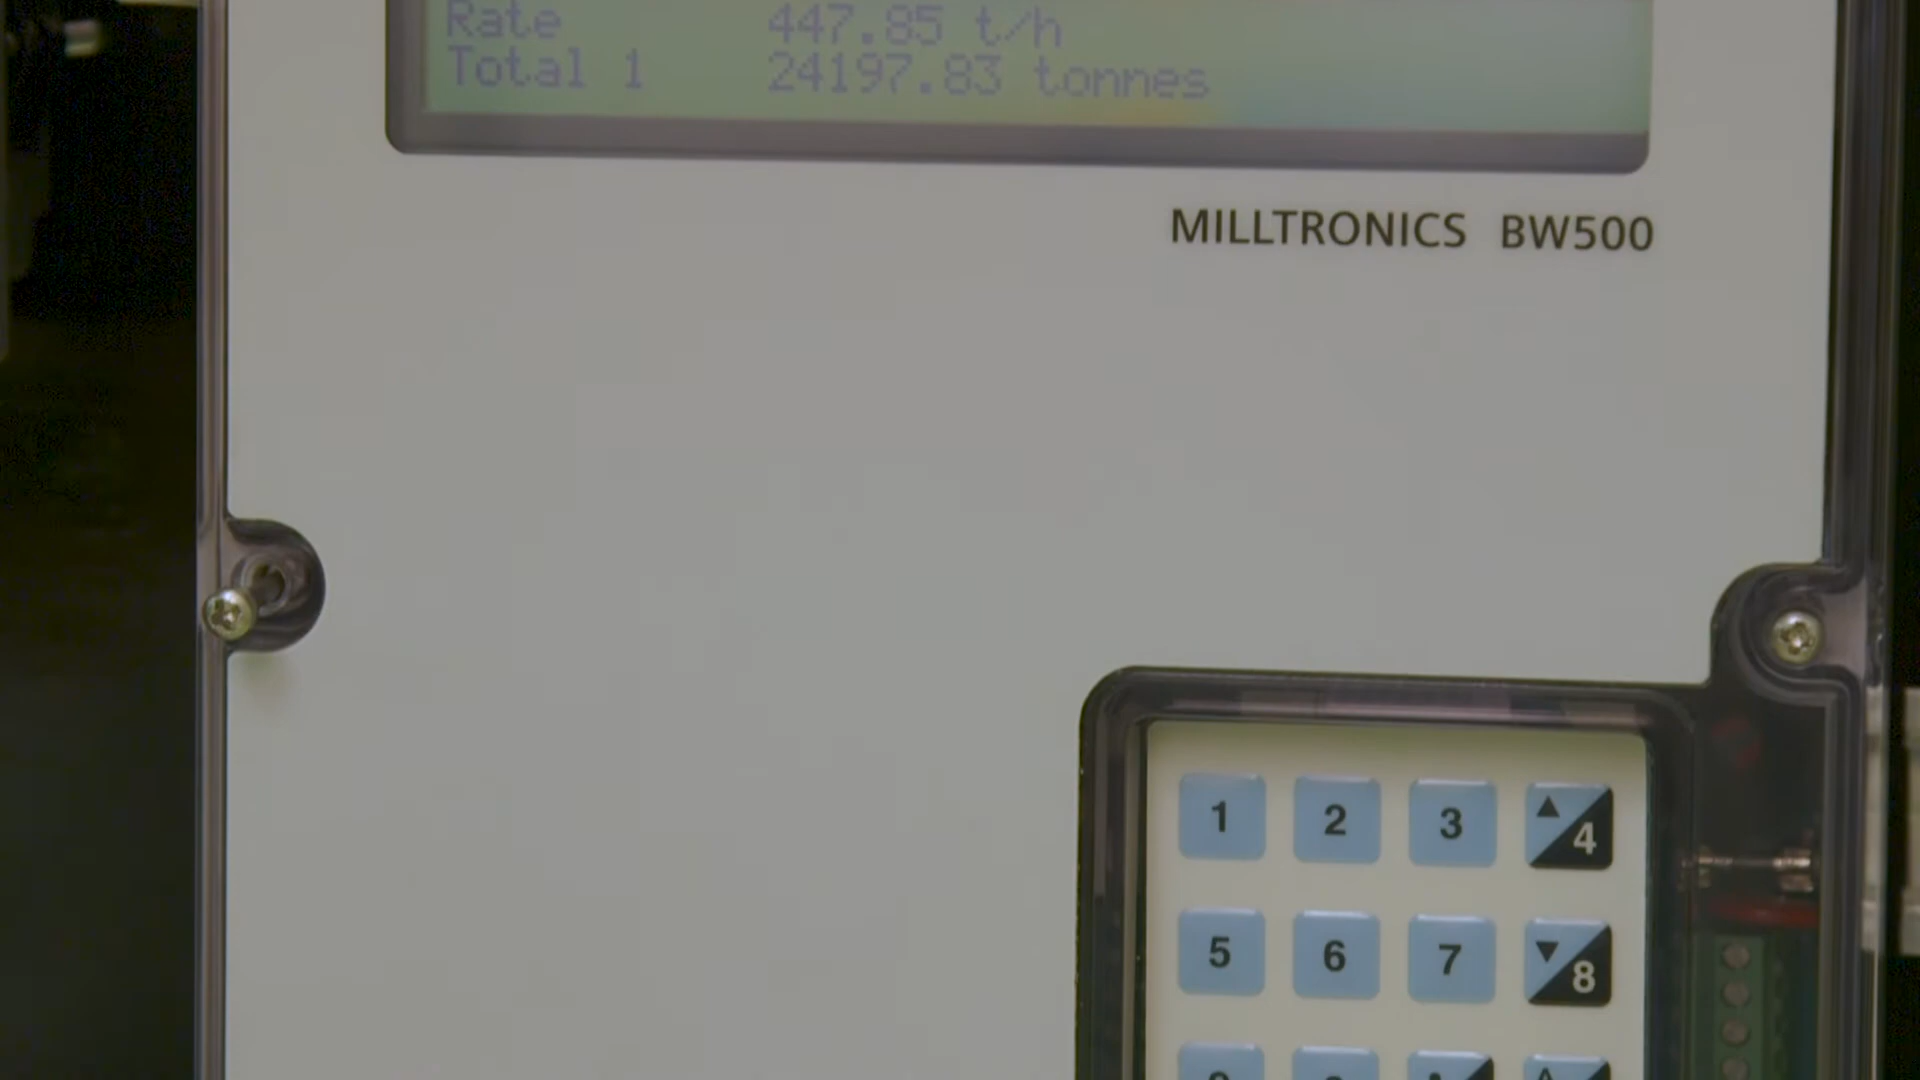 Rate 447.85 t/h
Total 1 24197.83 tonnes
MILLTRONICS BW500
1 2 3 4
5 6 7 8